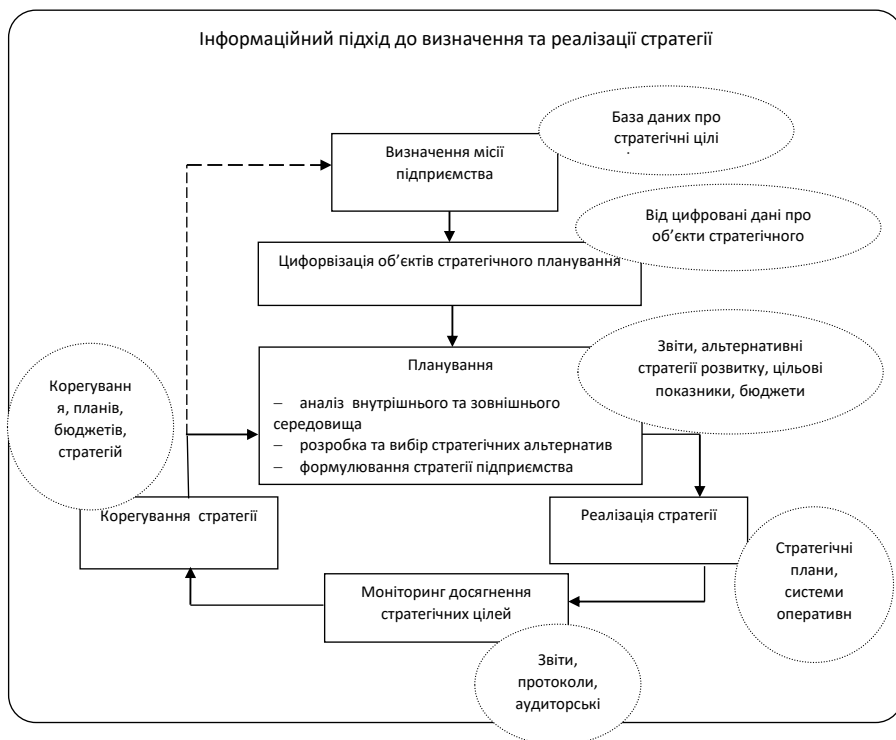 Інформаційний підхід до визначення та реалізації стратегії
База даних про
стратегічні цілі
Визначення місії
підприємства
Від цифровані дані про
об’єкти стратегічного
Цифорвізація об’єктів стратегічного планування
Звіти, альтернативні
стратегії розвитку, цільові
показники, бюджети
Планування
– аналіз внутрішнього та зовнішнього
середовища
– розробка та вибір стратегічних альтернатив
– формулювання стратегії підприємства
Корегуванн
я, планів,
бюджетів,
стратегій
Корегування стратегії
Реалізація стратегії
Стратегічні
плани,
системи
оперативн
Моніторинг досягнення
стратегічних цілей
Звіти,
протоколи,
аудиторські